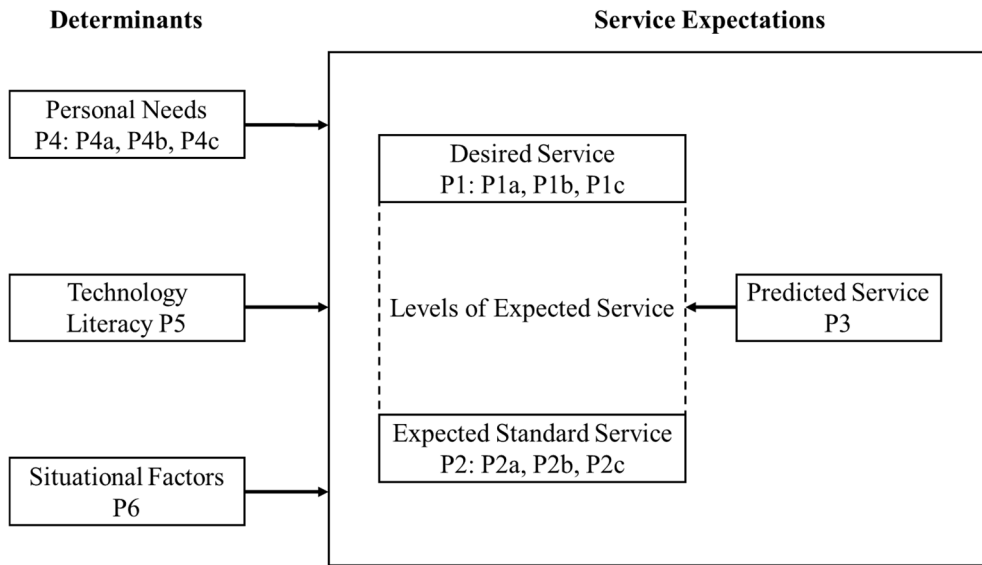 Determinants
Service Expectations
Personal Needs
P4: P4a, P4b, P4c
Desired Service
P1: P1a, P1b, P1c
Technology
Literacy P5
Levels of Expected Service
Predicted Service
P3
Expected Standard Service
P2: P2a, P2b, P2c
Situational Factors
P6